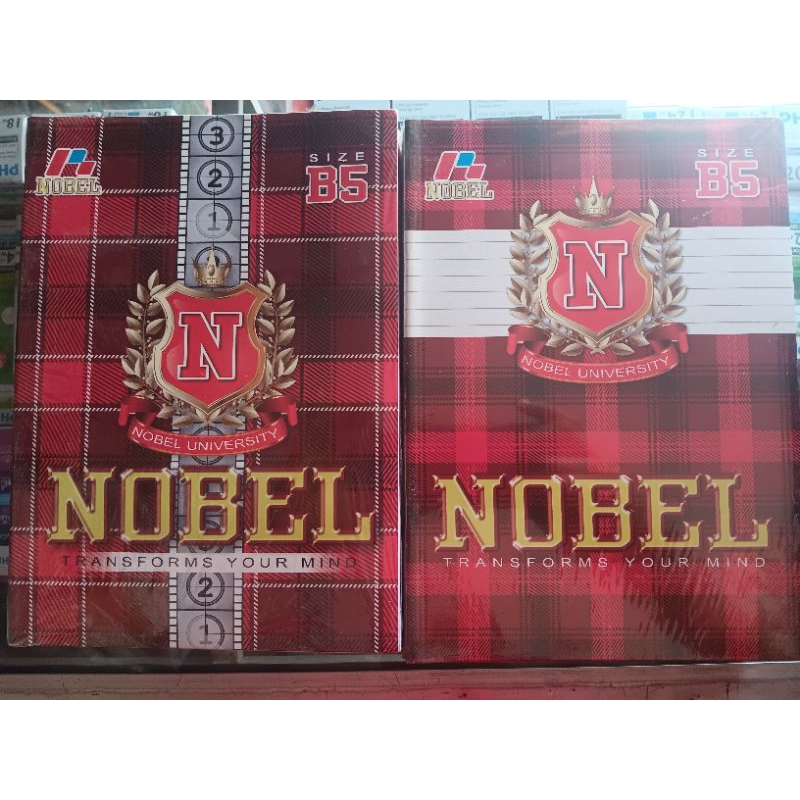 3
2
1
NOBEL
SIZE
B5
N
NOBEL UNIVERSITY
NOBEL
TRANSFORMS YOUR MIND
2
1
NOBEL
SIZE
B5
N
NOBEL UNIVERSITY
NOBEL
TRANSFORMS YOUR MIND